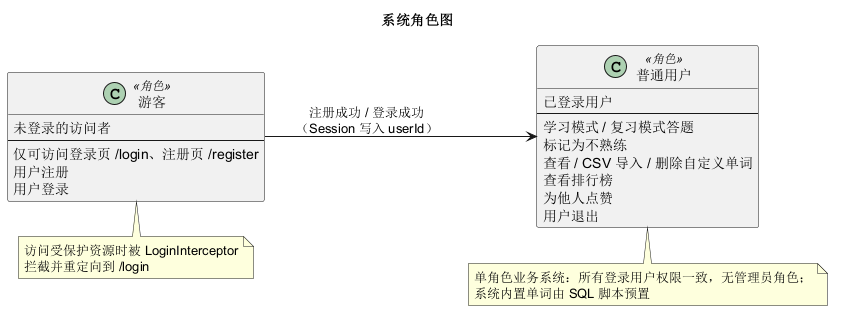 系统角色图
C
«角色»
游客
未登录的访问者
仅可访问登录页 /login、注册页 /register
用户注册
用户登录
访问受保护资源时被 LoginInterceptor
拦截并重定向到 /login
注册成功 / 登录成功
（Session 写入 userId）
C
«角色»
普通用户
已登录用户
学习模式 / 复习模式答题
标记为不熟练
查看 / CSV 导入 / 删除自定义单词
查看排行榜
为他人点赞
用户退出
单角色业务系统：所有登录用户权限一致，无管理员角色；
系统内置单词由 SQL 脚本预置